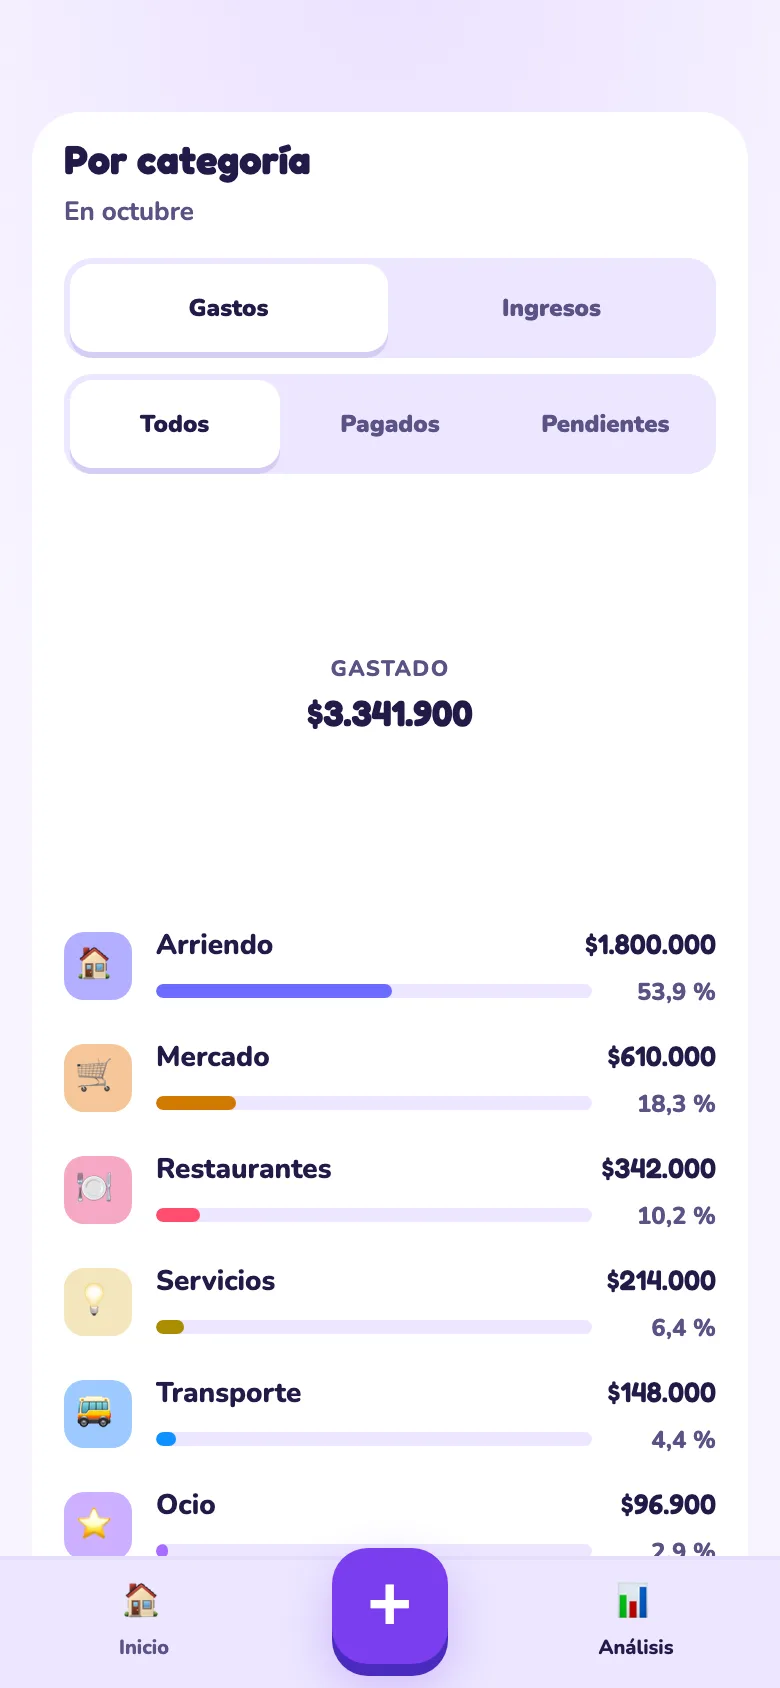 Por categoría
En octubre
Gastos Ingresos
Todos Pagados Pendientes
GASTADO
$3.341.900
Arriendo $1.800.000
53,9 %
Mercado $610.000
18,3 %
Restaurantes $342.000
10,2 %
Servicios $214.000
6,4 %
Transporte $148.000
4,4 %
Ocio $96.900
2,9 %
+
Inicio Análisis